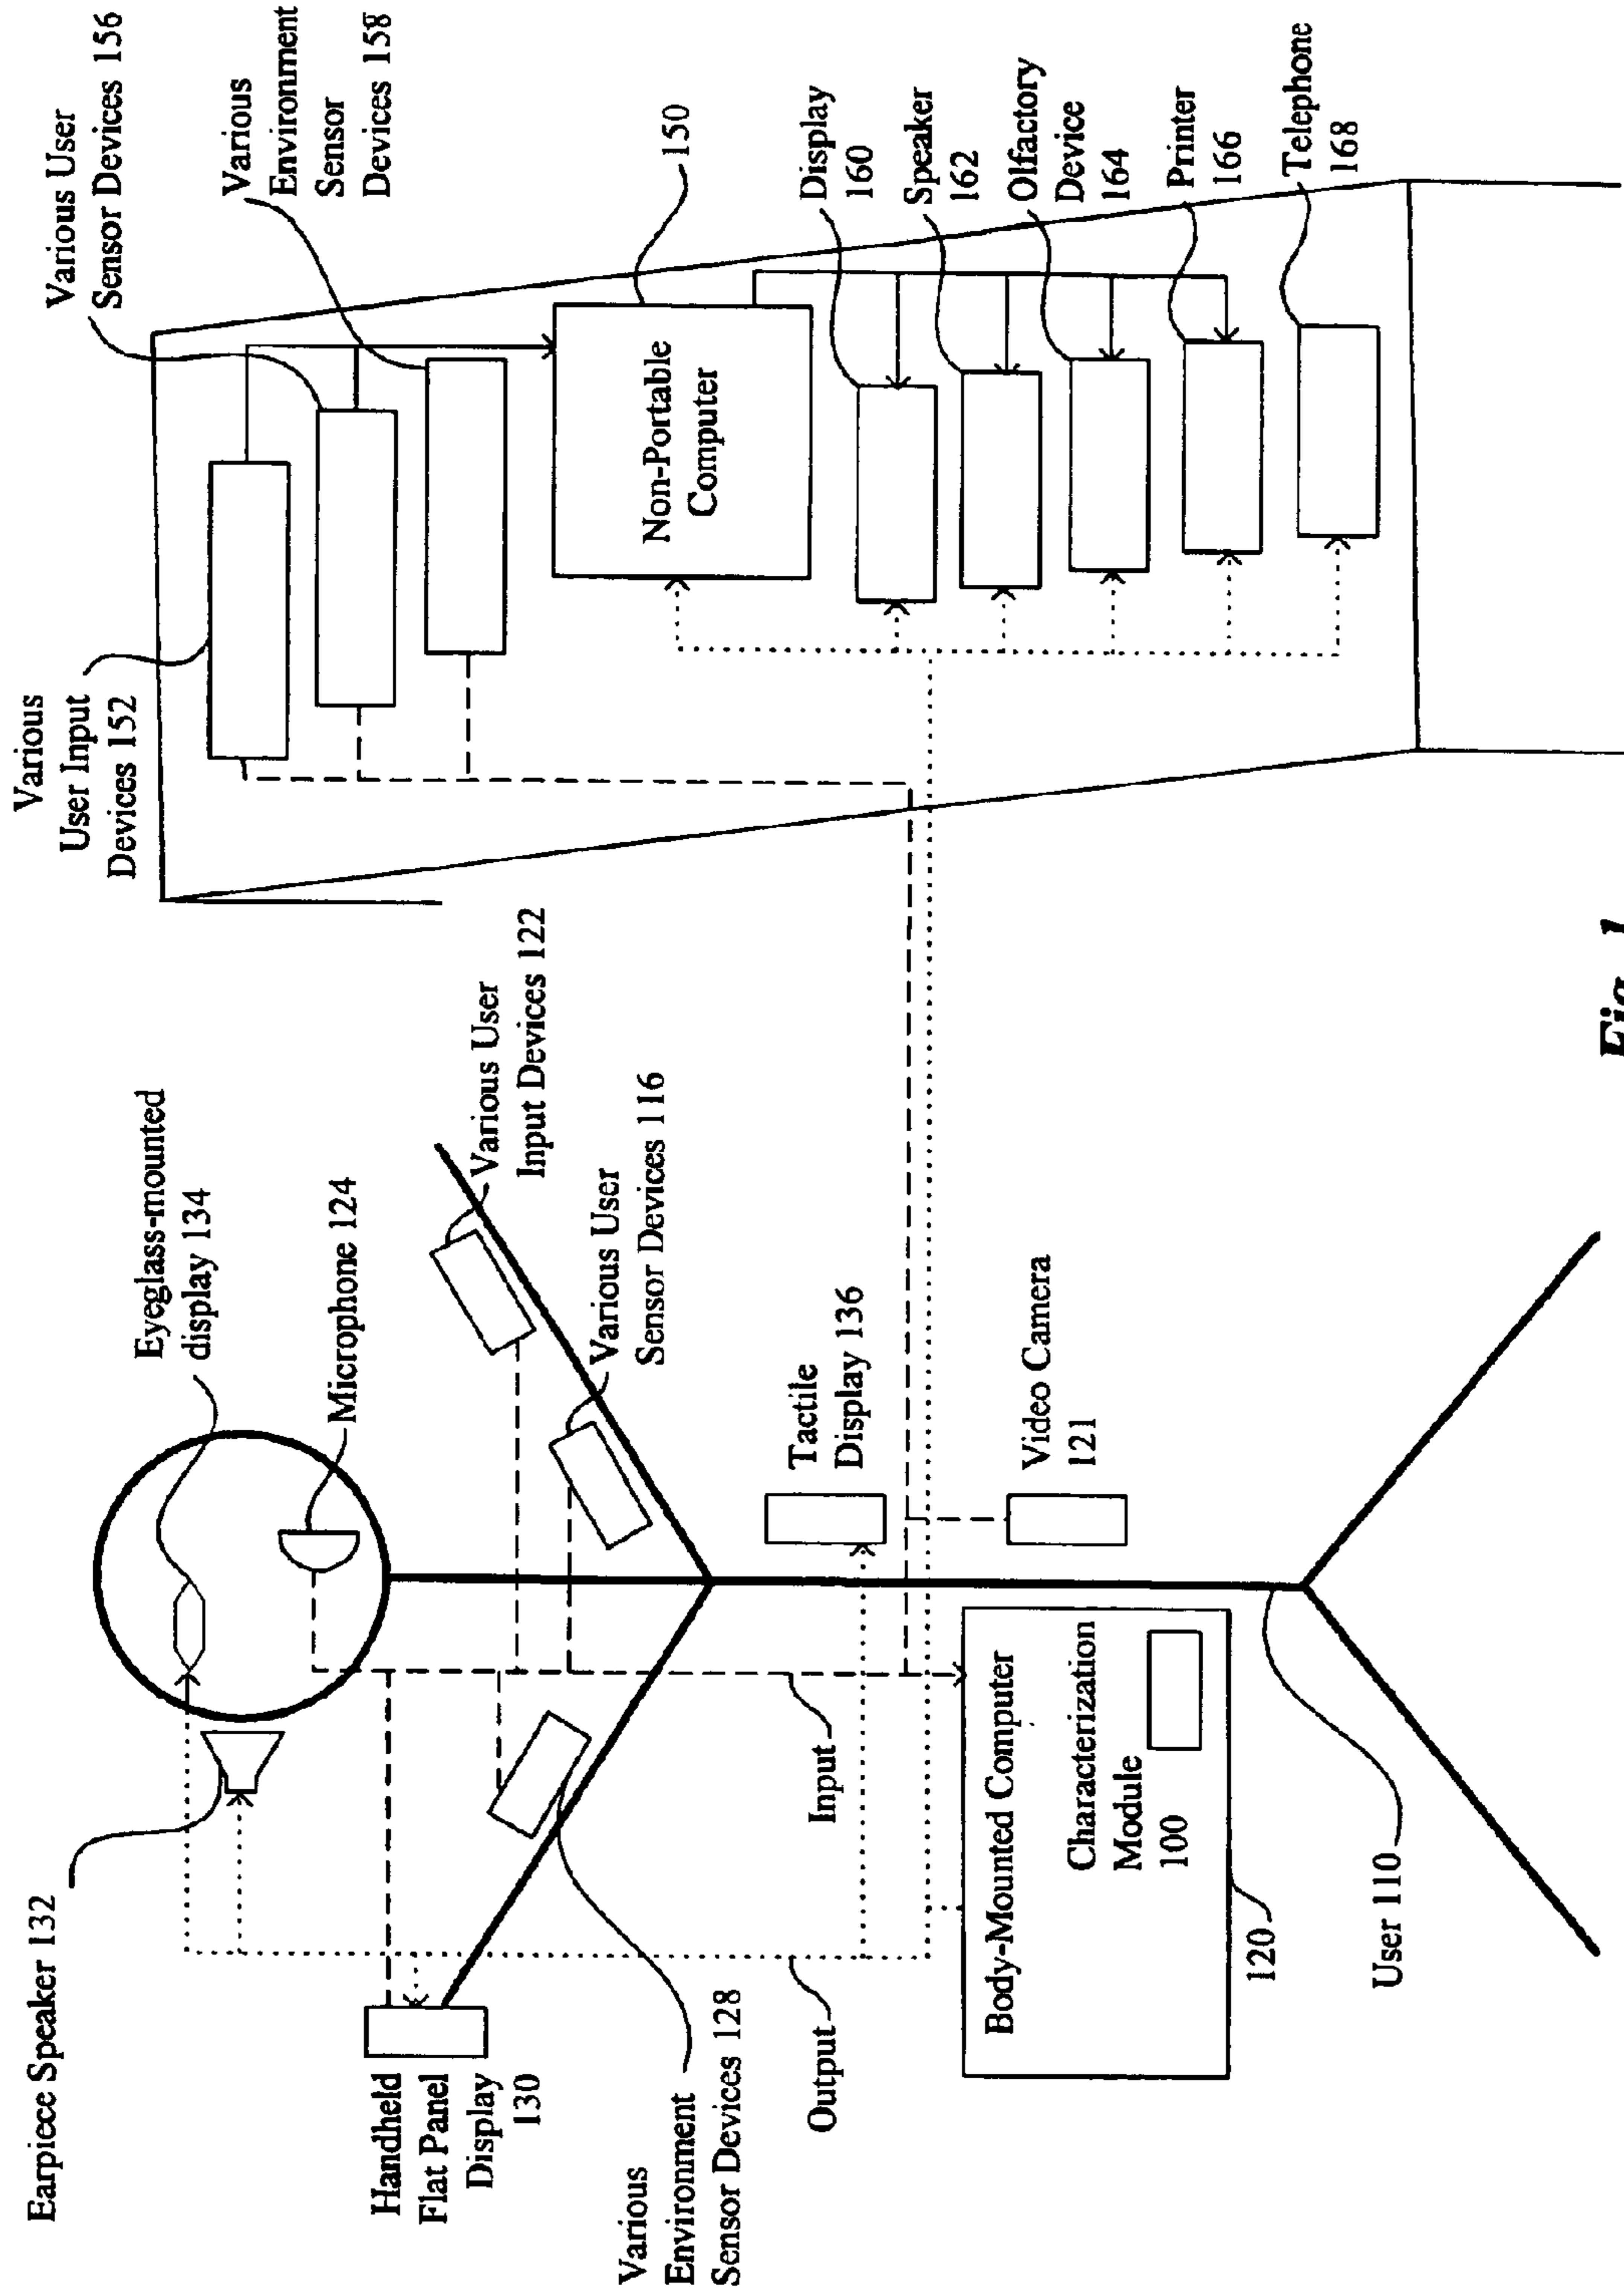 Earpiece Speaker 132
Eyeglass-mounted
display 134
Microphone 124
Various User
Input Devices 122
Various User
Sensor Devices 116
Handheld
Flat Panel
Display
130
Various
Environment
Sensor Devices 128
Output
Input
Tactile
Display 136
Video Camera
121
Body-Mounted Computer
Characterization
Module
100
120
User 110
Various
User Input
Devices 152
Various User
Sensor Devices 156
Various
Environment
Sensor
Devices 158
Non-Portable
Computer
150
Display
160
Speaker
162
Olfactory
Device
164
Printer
166
Telephone
168
Fig. 1